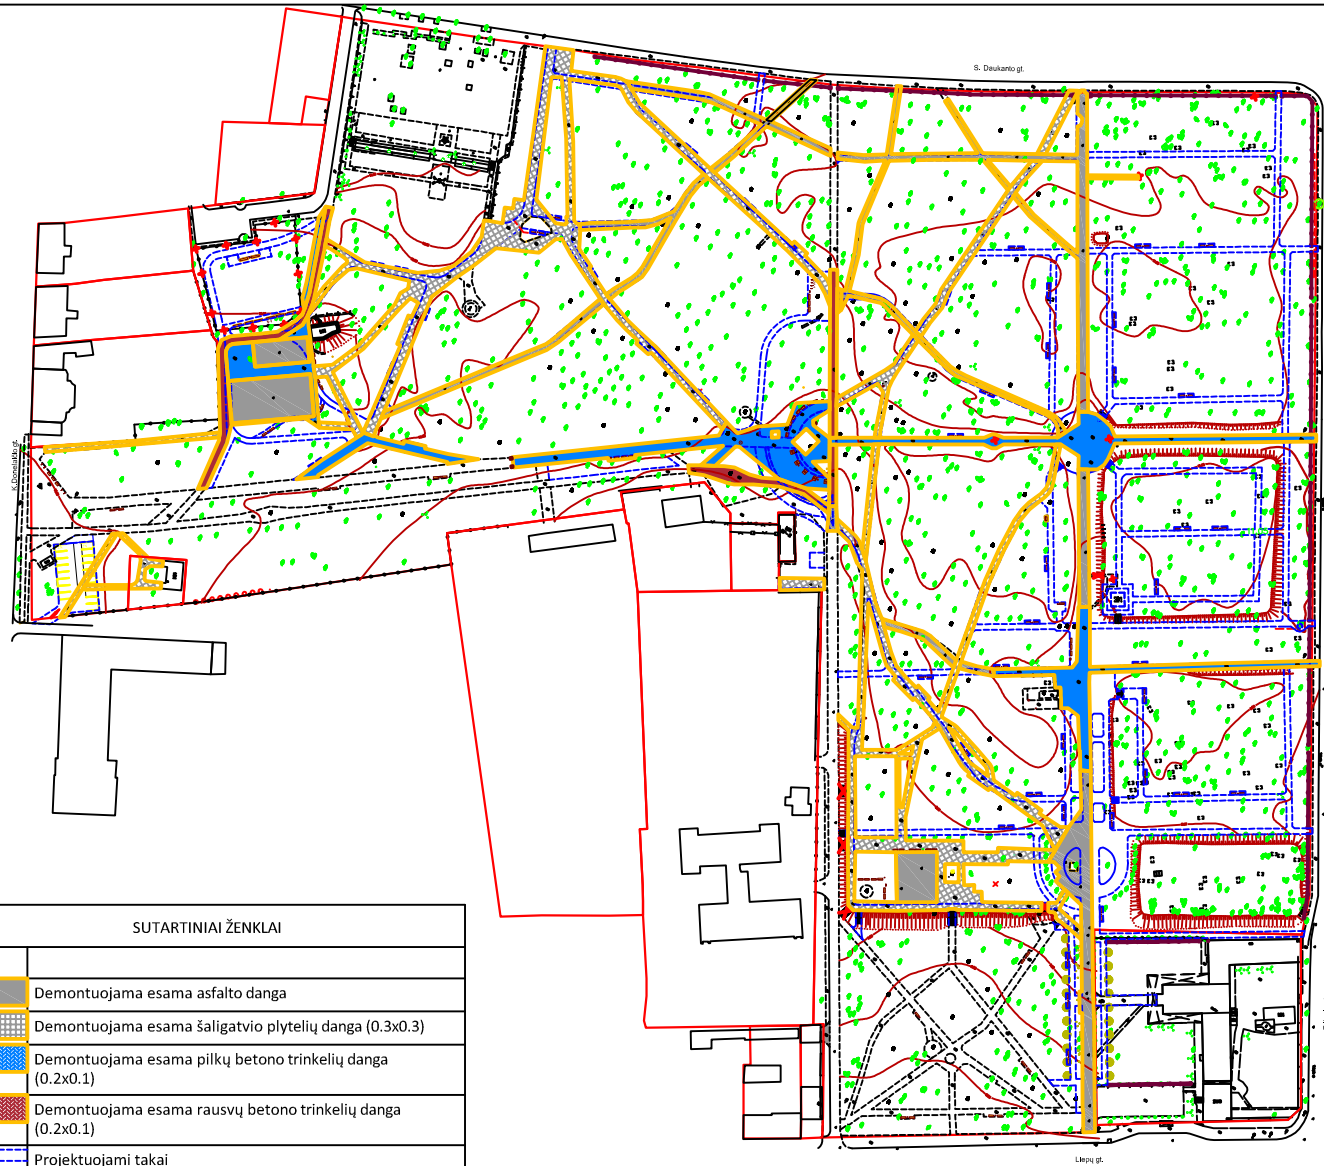 S. Daukanto gt.
K.Donelaičio gt.
SUTARTINIAI ŽENKLAI
Demontuojama esama asfalto danga
Demontuojama esama šaligatvio plytelių danga (0.3x0.3)
Demontuojama esama pilkų betono trinkelių danga
(0.2x0.1)
Demontuojama esama rausvų betono trinkelių danga
(0.2x0.1)
Projektuojami takai
Liepų gt.